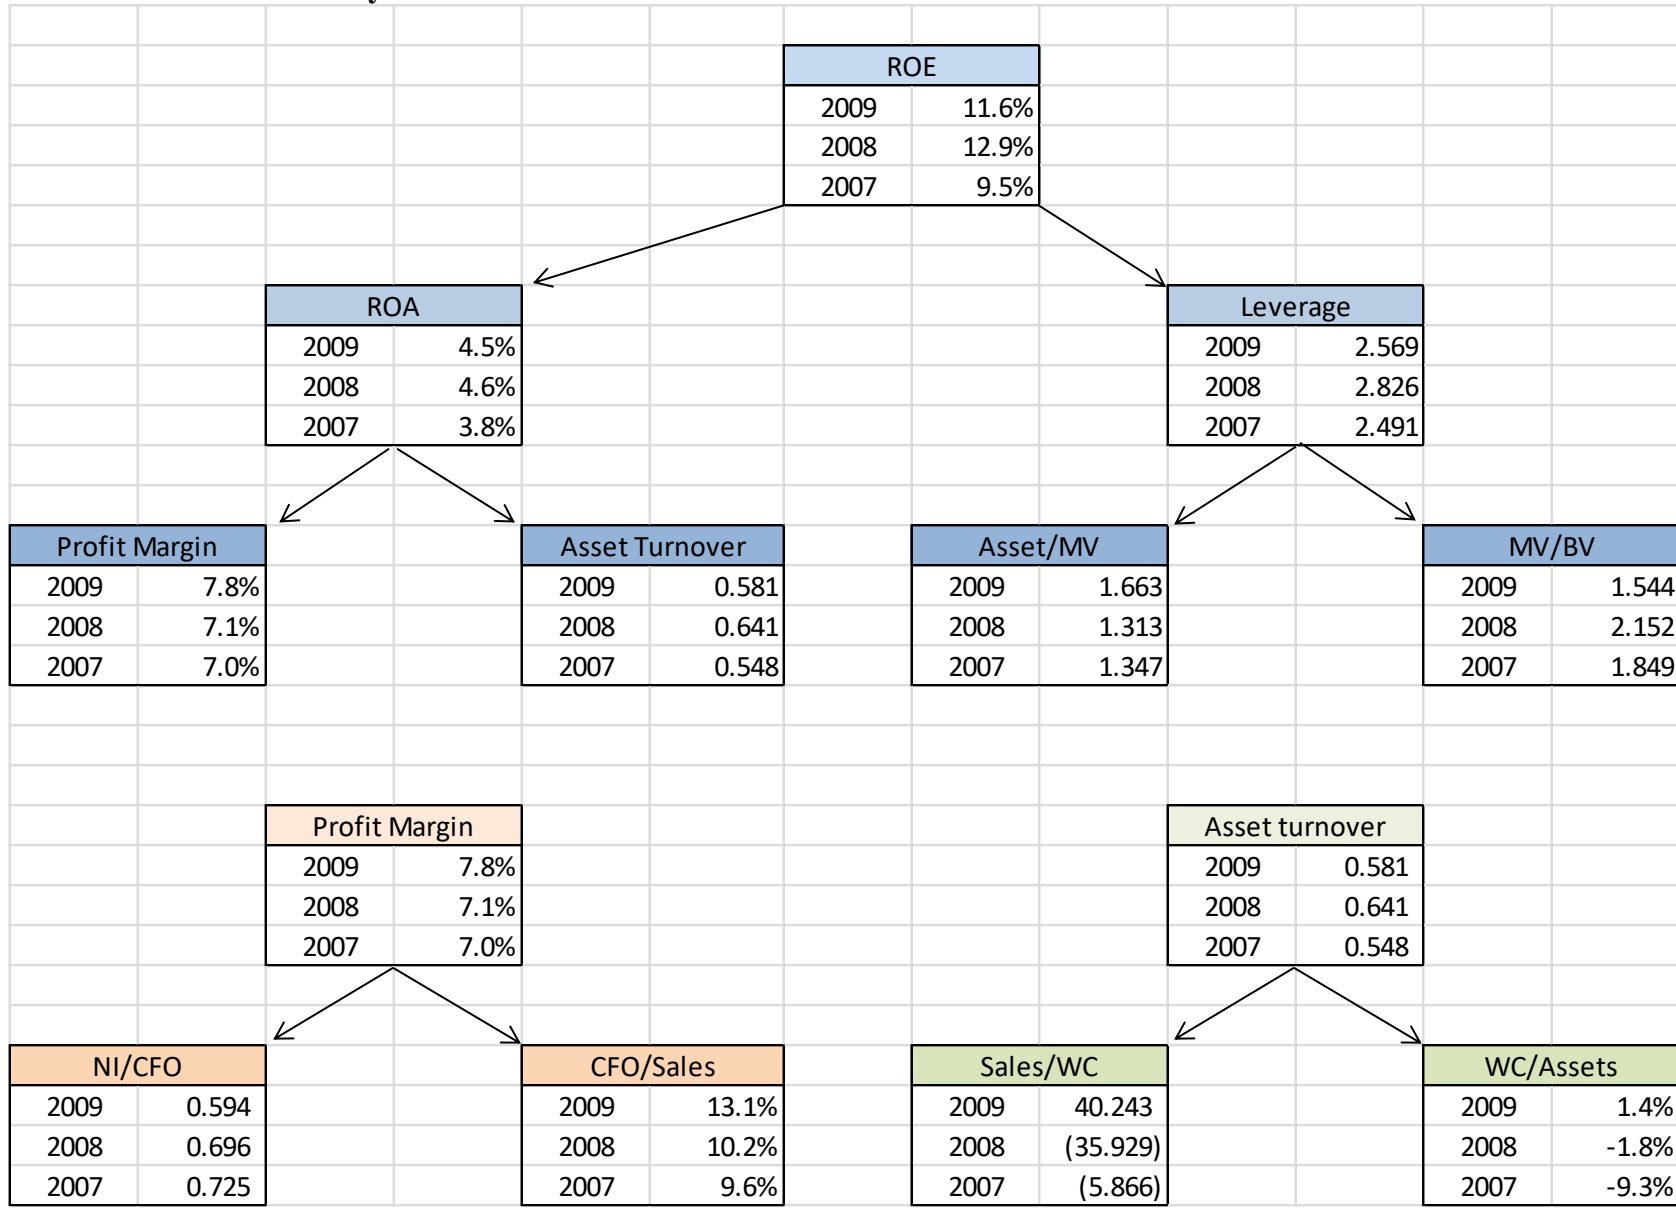 ROE
2009 11.6%
2008 12.9%
2007 9.5%
ROA Leverage
2009 4.5% 2009 2.569
2008 4.6% 2008 2.826
2007 3.8% 2007 2.491
Profit Margin Asset Turnover Asset/MV MV/BV
2009 7.8% 2009 0.581 2009 1.663 2009 1.544
2008 7.1% 2008 0.641 2008 1.313 2008 2.152
2007 7.0% 2007 0.548 2007 1.347 2007 1.849
Profit Margin Asset turnover
2009 7.8% 2009 0.581
2008 7.1% 2008 0.641
2007 7.0% 2007 0.548
NI/CFO CFO/Sales Sales/WC WC/Assets
2009 0.594 2009 13.1% 2009 40.243 2009 1.4%
2008 0.696 2008 10.2% 2008 (35.929) 2008 -1.8%
2007 0.725 2007 9.6% 2007 (5.866) 2007 -9.3%